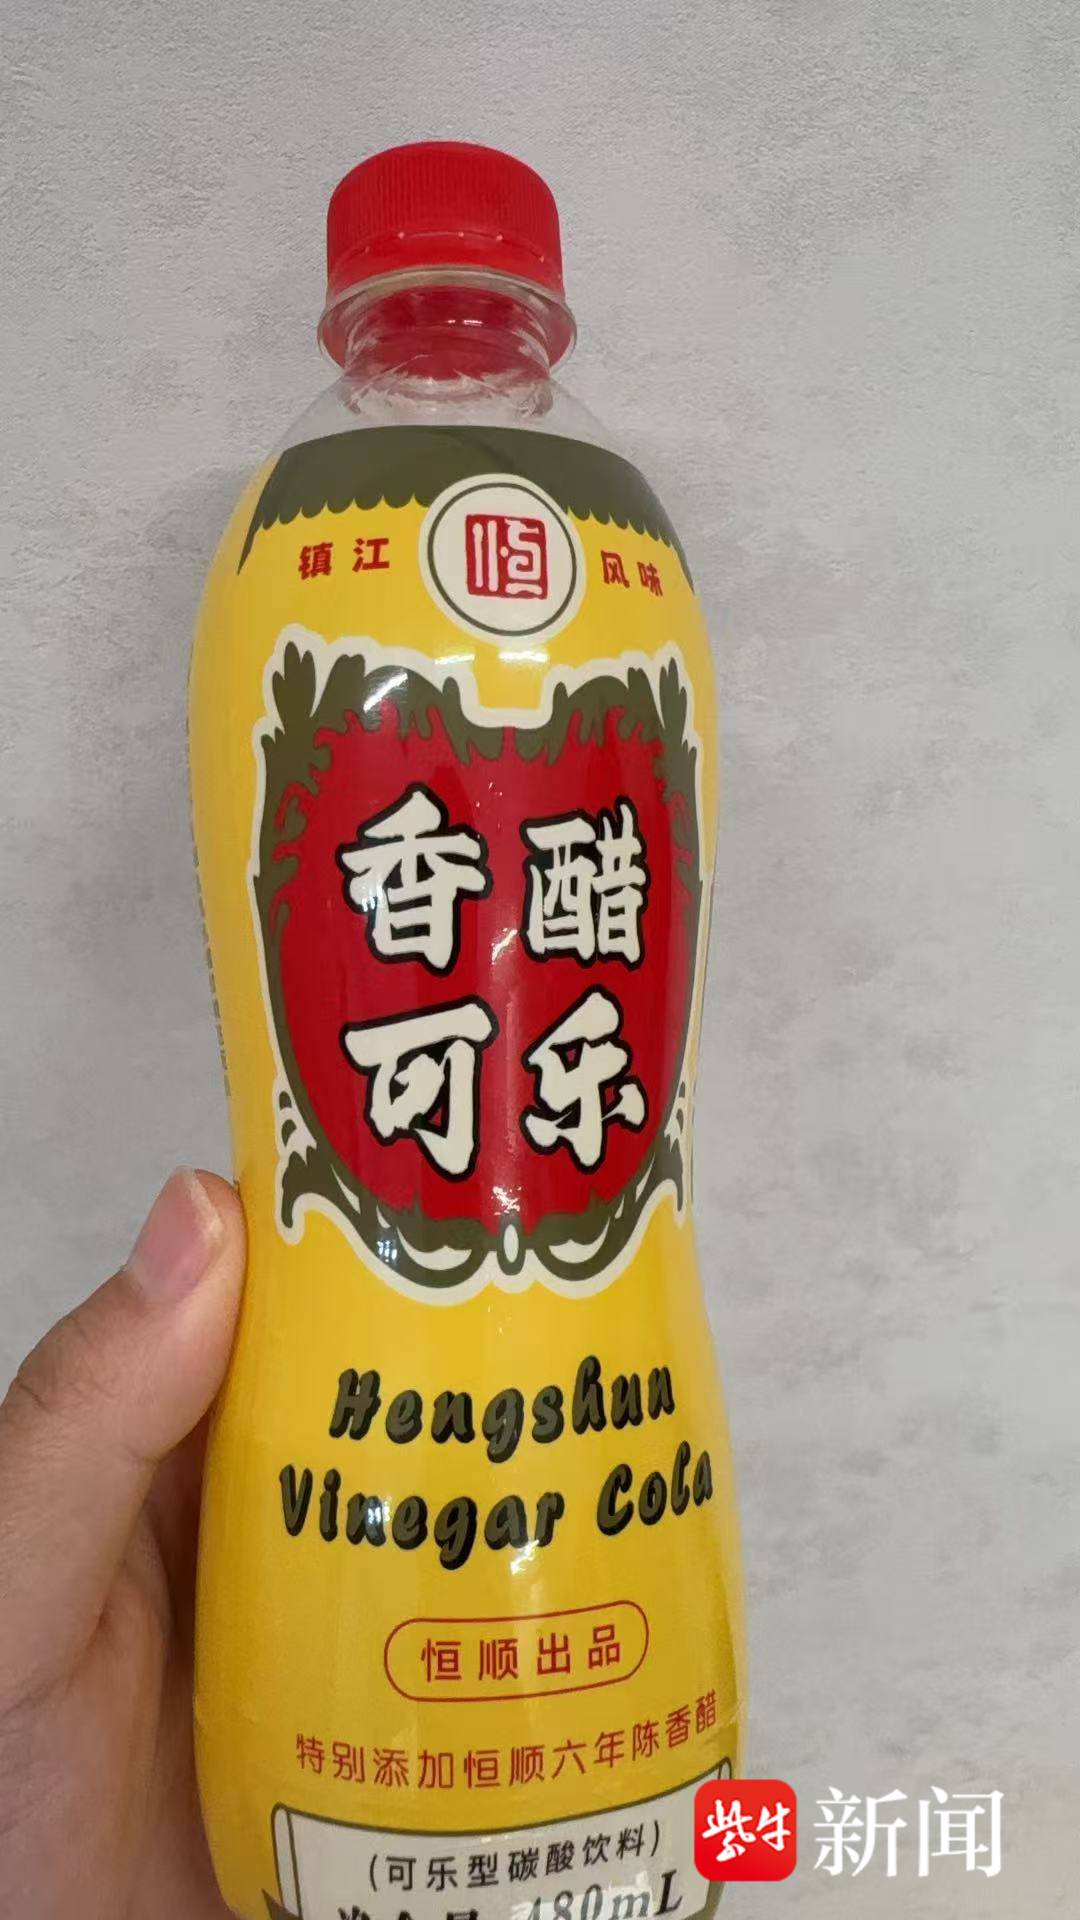 镇江 恒 风味
香醋
可乐
Hengshun
Vinegar Cola
恒顺出品
特别添加恒顺六年陈香醋
(可乐型碳酸饮料)
480mL
紫牛 新闻